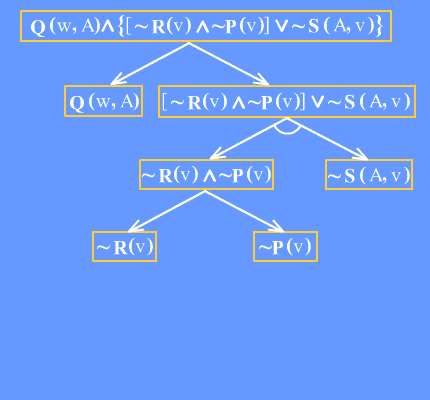 Q(w, A)∧{[~R(v) ∧~P(v)] ∨~S(A, v)}
Q(w, A)
[~R(v) ∧~P(v)] ∨~S(A, v)
~R(v) ∧~P(v)
~S(A, v)
~R(v)
~P(v)